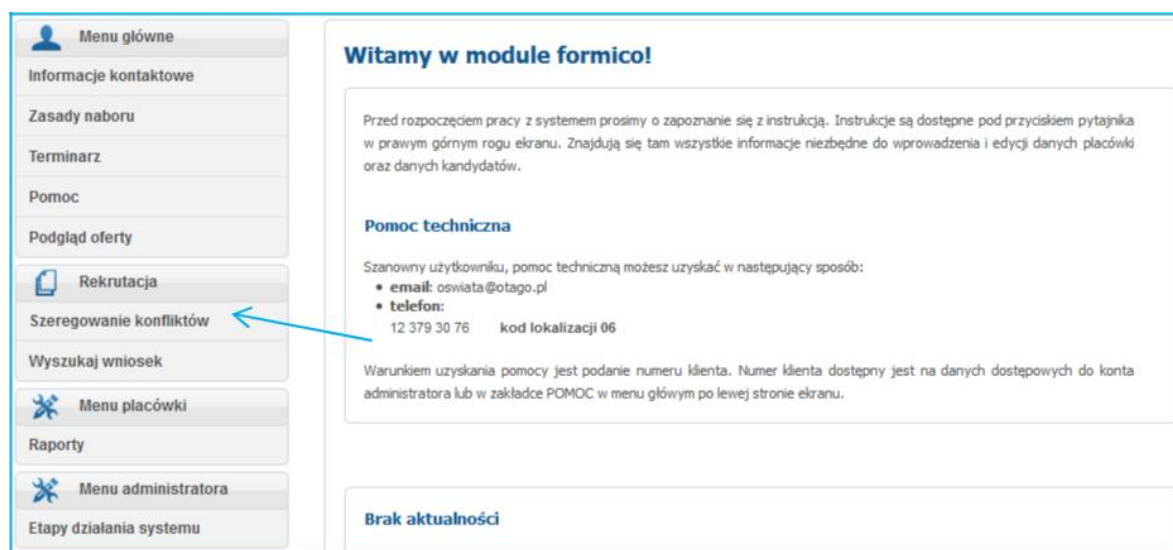 Menu główne
Informacje kontaktowe
Zasady naboru
Terminarz
Pomoc
Podgląd oferty
Rekrutacja
Szeregowanie konfliktów
Wyszukaj wniosek
Menu placówki
Raporty
Menu administratora
Etapy działania systemu
Witamy w module formico!
Przed rozpoczęciem pracy z systemem prosimy o zapoznanie się z instrukcją. Instrukcje są dostępne pod przyciskiem pytajnika
w prawym górnym rogu ekranu. Znajdują się tam wszystkie informacje niezbędne do wprowadzenia i edycji danych placówki
oraz danych kandydatów.
Pomoc techniczna
Szanowny użytkowniku, pomoc techniczną możesz uzyskać w następujący sposób:
• email: oswiata@otago.pl
• telefon:
12 379 30 76 kod lokalizacji 06
Warunkiem uzyskania pomocy jest podanie numeru klienta. Numer klienta dostępny jest na danych dostępowych do konta
administratora lub w zakładce POMOC w menu głównym po lewej stronie ekranu.
Brak aktualności